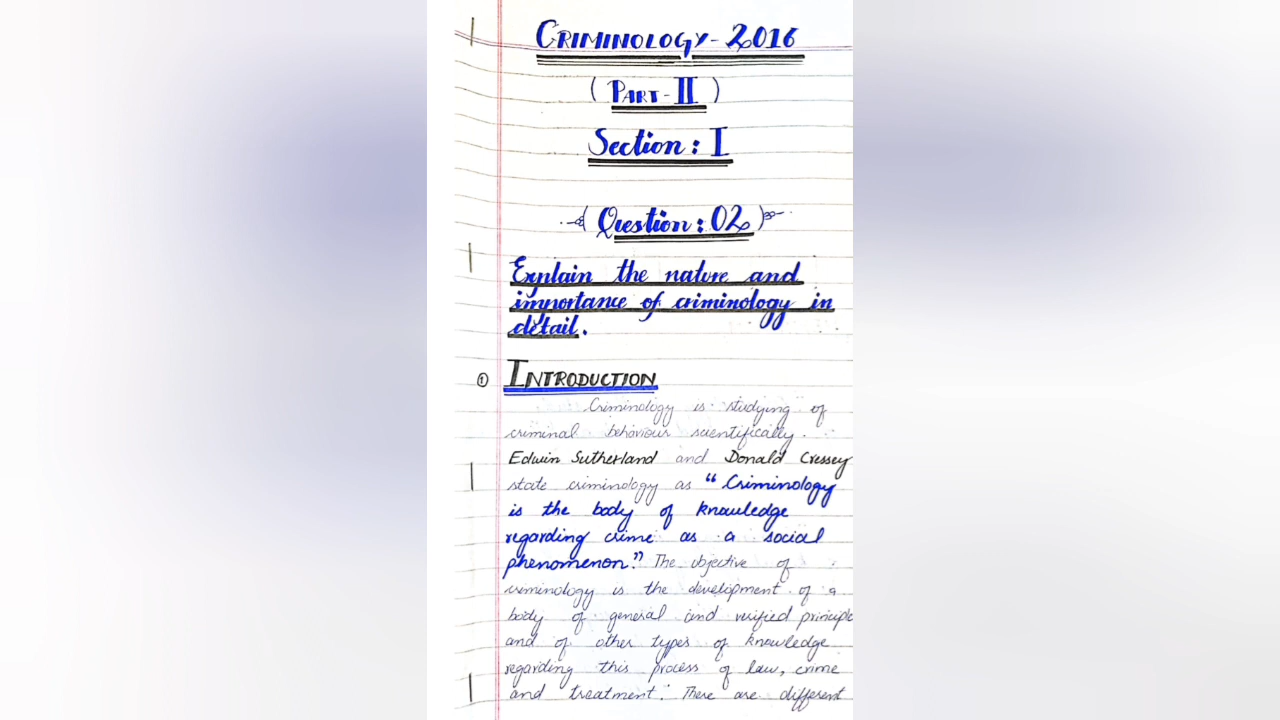 CRIMINOLOGY-2016
(PART-II)
Section: I
(Question: 02)
Explain the nature and
importance of criminology in
detail.
① INTRODUCTION
Criminology is studying of
criminal behaviour scientifically.
Edwin Sutherland and Donald Cressey
state criminology as "Criminology
is the body of knowledge
regarding crime as a social
phenomenon." The objective of
criminology is the development of a
body of general and verified principle
and of other types of knowledge
regarding this process of law, crime
and treatment. There are different